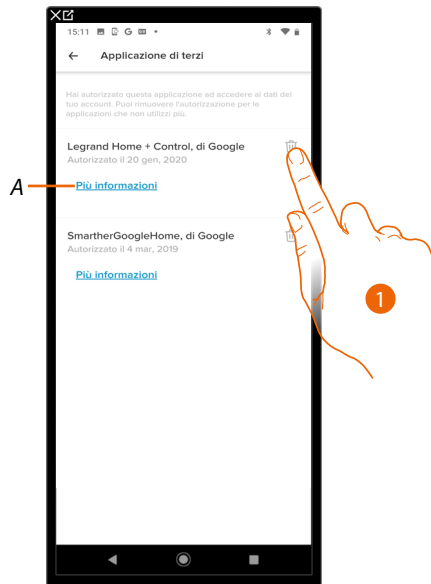 15:11
Applicazione di terzi
Hai autorizzato questa applicazione ad accedere ai dati del
tuo account. Puoi rimuovere l'autorizzazione per le
applicazioni che non utilizzi più.
Legrand Home + Control, di Google
Autorizzato il 20 gen, 2020
A
Più informazioni
SmartherGoogleHome, di Google
Autorizzato il 4 mar, 2019
Più informazioni
1